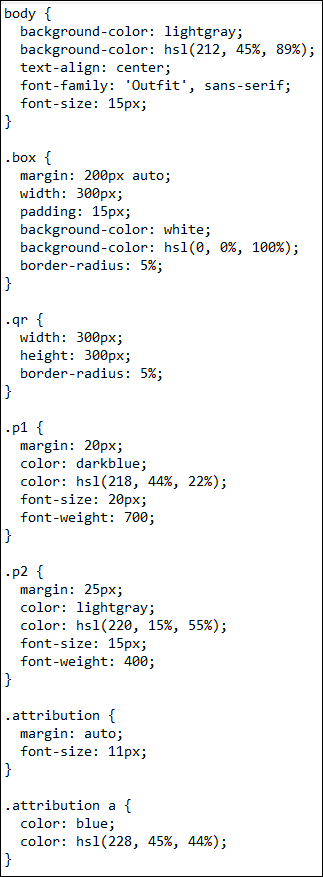 body {
  background-color: lightgray;
  background-color: hsl(212, 45%, 89%);
  text-align: center;
  font-family: 'Outfit', sans-serif;
  font-size: 15px;
}

.box {
  margin: 200px auto;
  width: 300px;
  padding: 15px;
  background-color: white;
  background-color: hsl(0, 0%, 100%);
  border-radius: 5%;
}

.qr {
  width: 300px;
  height: 300px;
  border-radius: 5%;
}

.p1 {
  margin: 20px;
  color: darkblue;
  color: hsl(218, 44%, 22%);
  font-size: 20px;
  font-weight: 700;
}

.p2 {
  margin: 25px;
  color: lightgray;
  color: hsl(220, 15%, 55%);
  font-size: 15px;
  font-weight: 400;
}

.attribution {
  margin: auto;
  font-size: 11px;
}

.attribution a {
  color: blue;
  color: hsl(228, 45%, 44%);
}